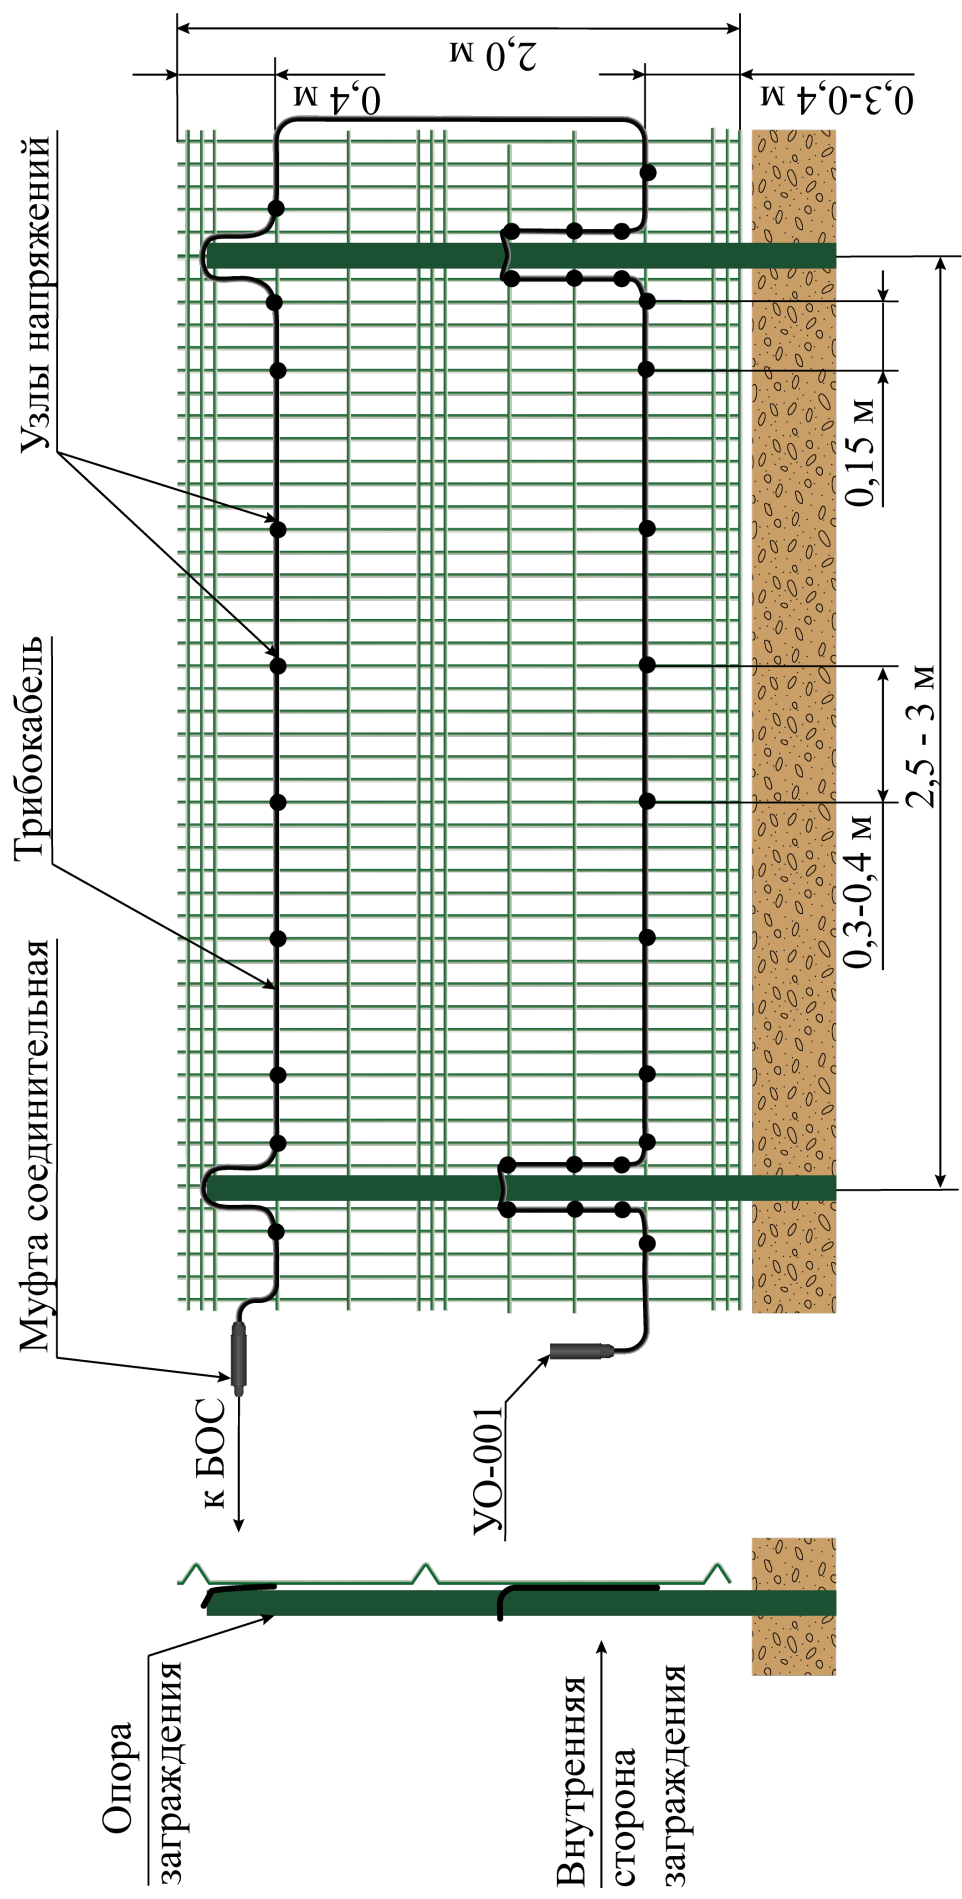 Опора
заграждения
Внутренняя
сторона
заграждения
к БОС
УО-001
Муфта соединительная
Трибокабель
Узлы напряжений
2,0 м
0,4 м
0,3-0,4 м
0,15 м
0,3-0,4 м
2,5 - 3 м